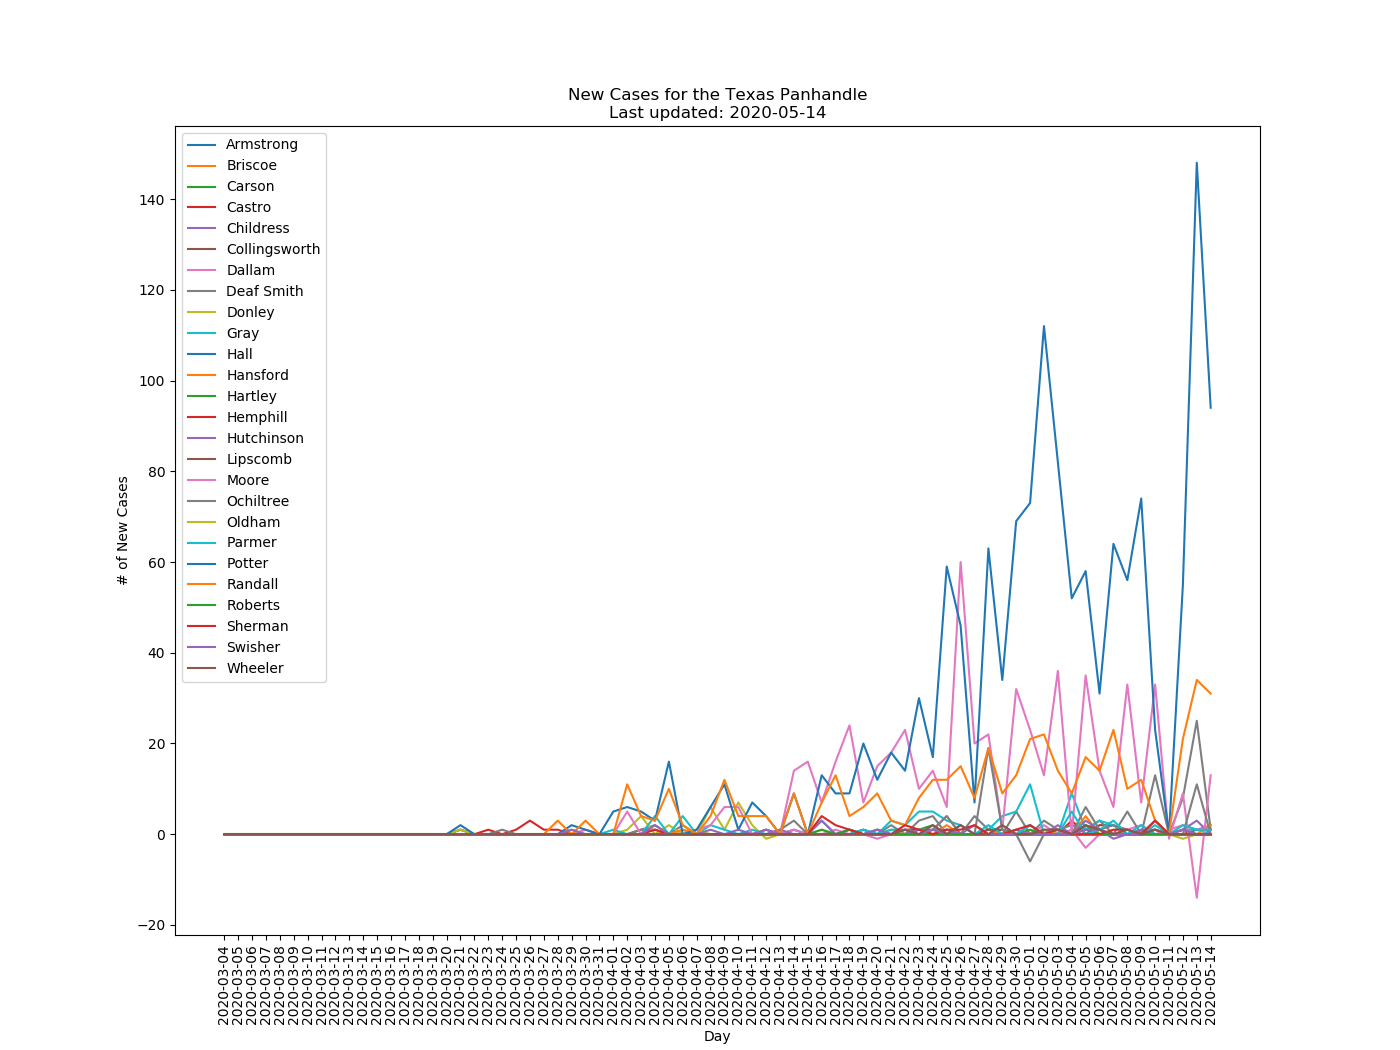 New Cases for the Texas Panhandle
Last updated: 2020-05-14
Armstrong
Briscoe
Carson
Castro
Childress
Collingsworth
Dallam
Deaf Smith
Donley
Gray
Hall
Hansford
Hartley
Hemphill
Hutchinson
Lipscomb
Moore
Ochiltree
Oldham
Parmer
Potter
Randall
Roberts
Sherman
Swisher
Wheeler
# of New Cases
140
120
100
80
60
40
20
0
−20
2020-03-04
2020-03-05
2020-03-06
2020-03-07
2020-03-08
2020-03-09
2020-03-10
2020-03-11
2020-03-12
2020-03-13
2020-03-14
2020-03-15
2020-03-16
2020-03-17
2020-03-18
2020-03-19
2020-03-20
2020-03-21
2020-03-22
2020-03-23
2020-03-24
2020-03-25
2020-03-26
2020-03-27
2020-03-28
2020-03-29
2020-03-30
2020-03-31
2020-04-01
2020-04-02
2020-04-03
2020-04-04
2020-04-05
2020-04-06
2020-04-07
2020-04-08
2020-04-09
2020-04-10
2020-04-11
2020-04-12
2020-04-13
2020-04-14
2020-04-15
2020-04-16
2020-04-17
2020-04-18
2020-04-19
2020-04-20
2020-04-21
2020-04-22
2020-04-23
2020-04-24
2020-04-25
2020-04-26
2020-04-27
2020-04-28
2020-04-29
2020-04-30
2020-05-01
2020-05-02
2020-05-03
2020-05-04
2020-05-05
2020-05-06
2020-05-07
2020-05-08
2020-05-09
2020-05-10
2020-05-11
2020-05-12
2020-05-13
2020-05-14
Day